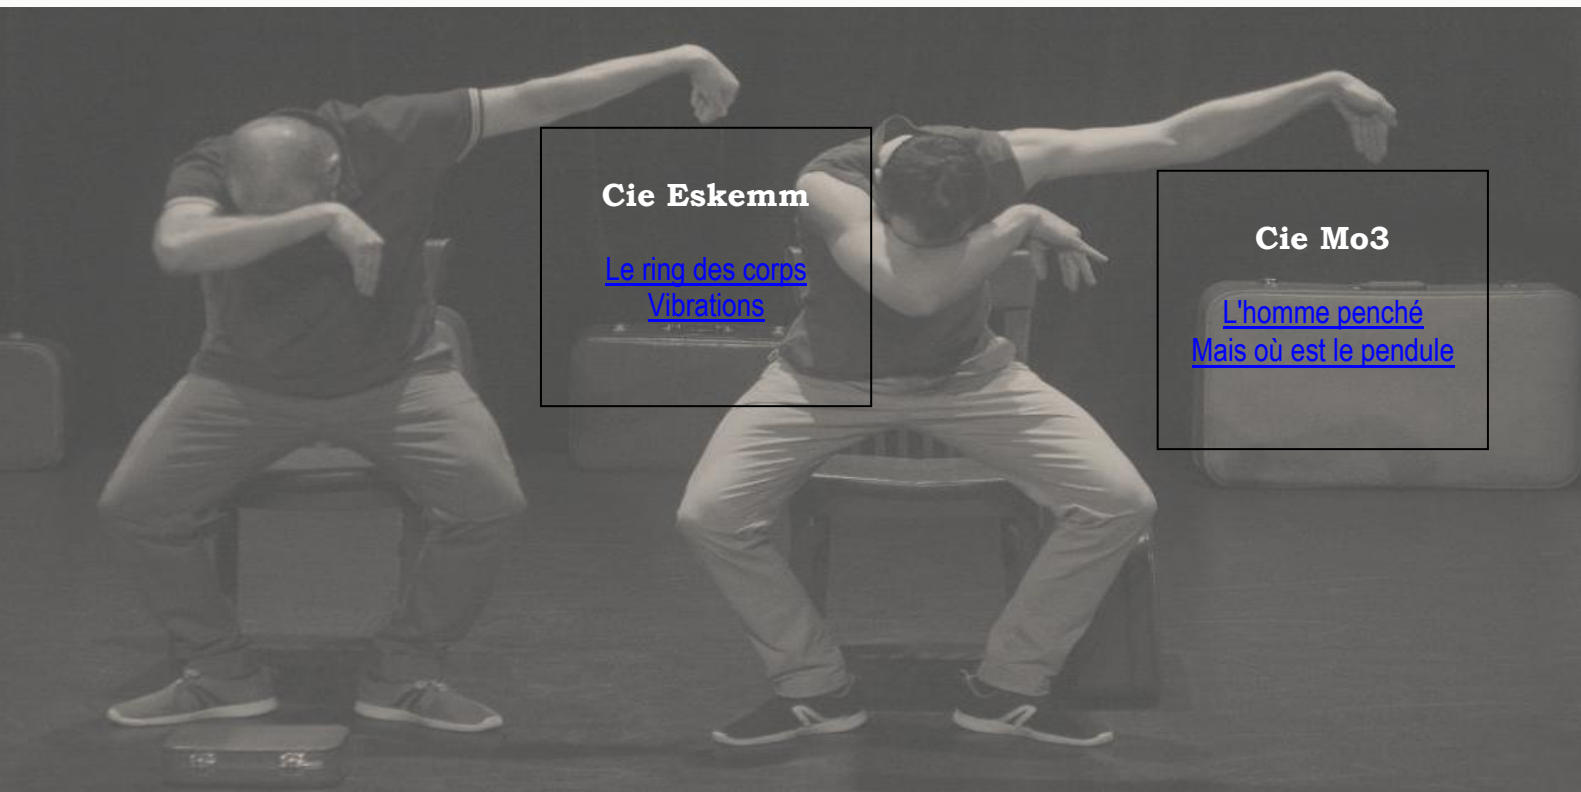 Cie Eskemm
Le ring des corps
Vibrations
Cie Mo3
L'homme penché
Mais où est le pendule